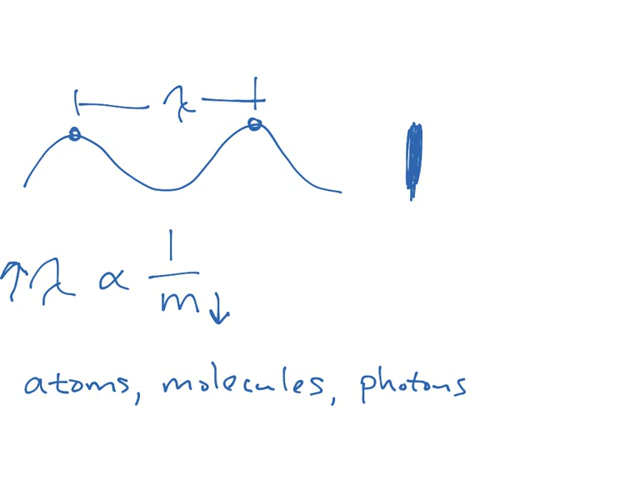 λ
↑λ ∝ 1/m↓
atoms, molecules, photons